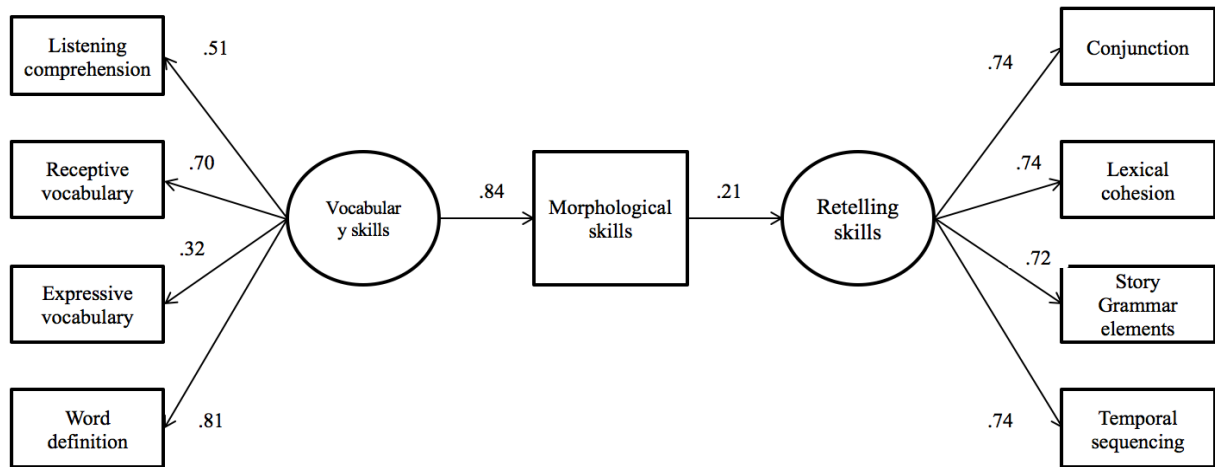 Listening
comprehension
.51
Receptive
vocabulary
.70
Expressive
vocabulary
.32
Word
definition
.81
Vocabular
y skills
.84
Morphological
skills
.21
Retelling
skills
.74
Conjunction
.74
Lexical
cohesion
.72
Story
Grammar
elements
.74
Temporal
sequencing